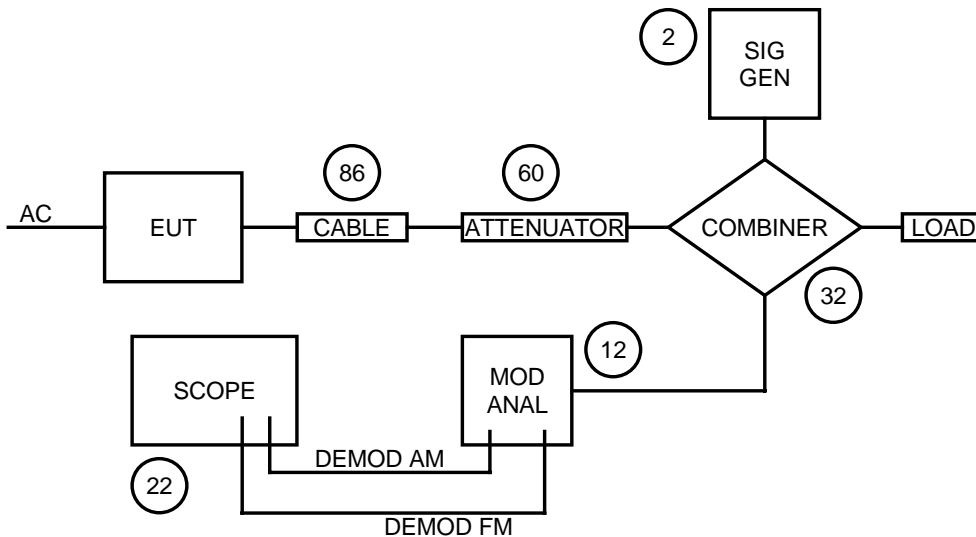 2
SIG
GEN
86
60
AC
EUT
CABLE
ATTENUATOR
COMBINER
LOAD
32
12
SCOPE
MOD
ANAL
DEMOD AM
22
DEMOD FM